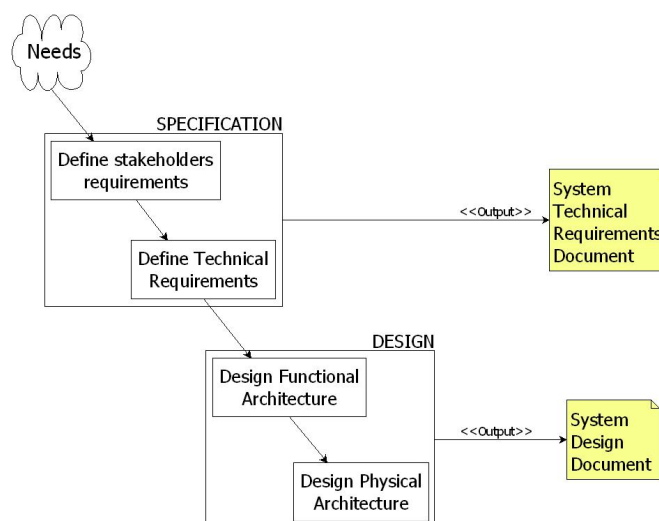 Needs
SPECIFICATION
Define stakeholders
requirements
Define Technical
Requirements
<<Output>>
System
Technical
Requirements
Document
DESIGN
Design Functional
Architecture
Design Physical
Architecture
<<Output>>
System
Design
Document